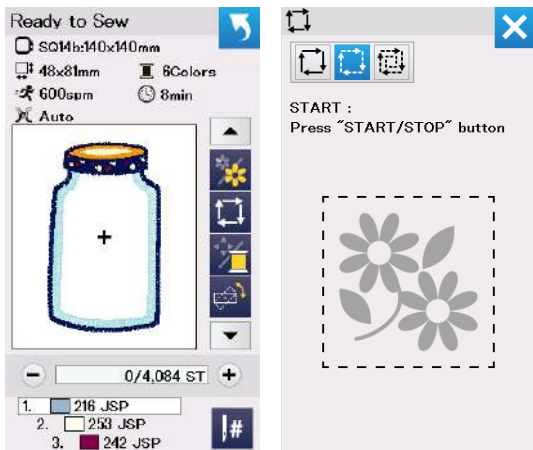 Ready to Sew
SQ14b:140x140mm
48x81mm 6Colors
600spm 8min
Auto
0/4,084 ST
1. 216 JSP
2. 253 JSP
3. 242 JSP
#
START :
Press "START/STOP" button